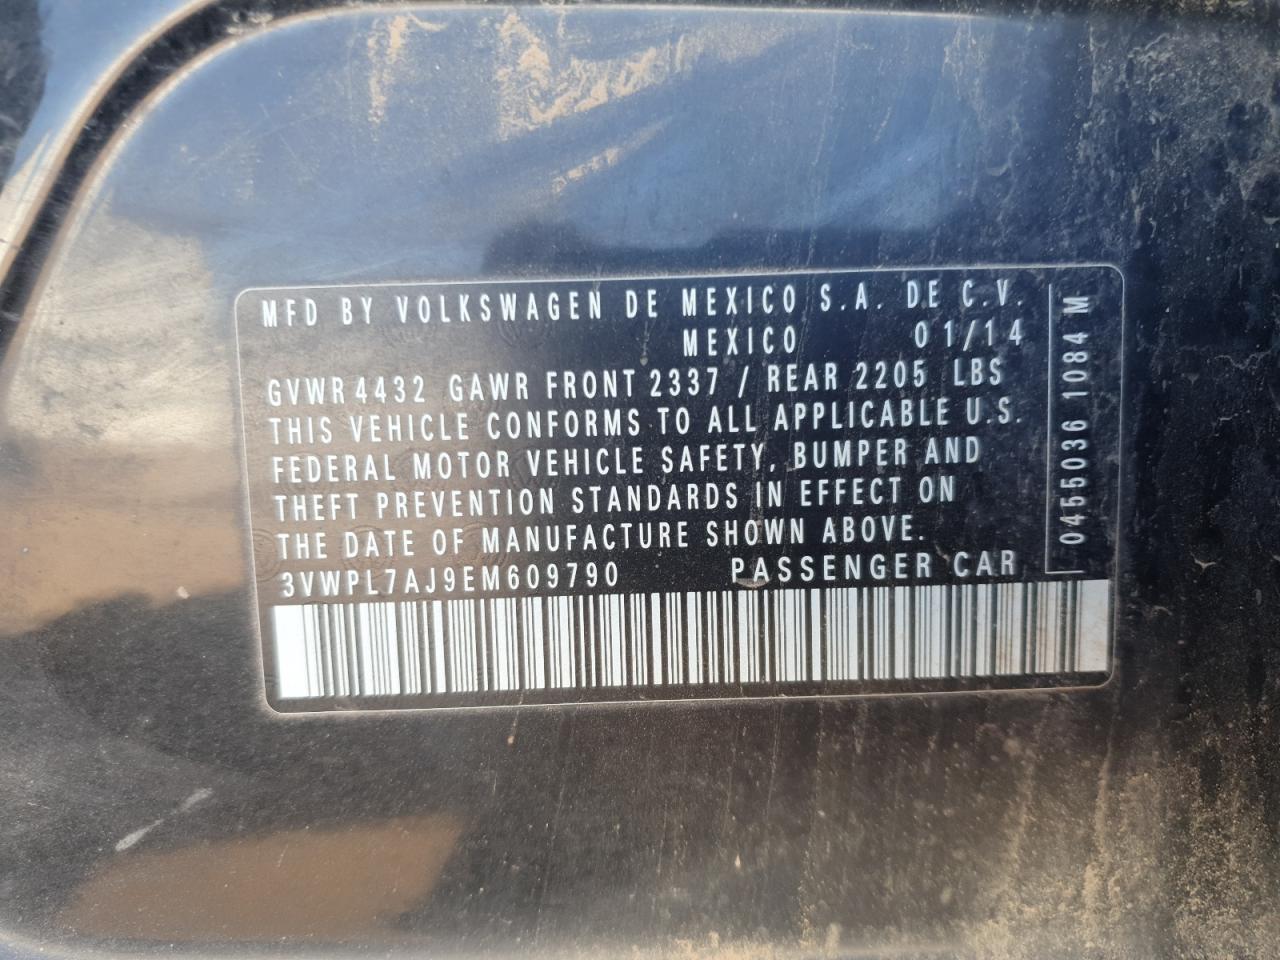 MFD BY VOLKSWAGEN DE MEXICO S.A. DE C.V.
MEXICO 01/14
GVWR 4432 GAWR FRONT 2337 / REAR 2205 LBS
THIS VEHICLE CONFORMS TO ALL APPLICABLE U.S.
FEDERAL MOTOR VEHICLE SAFETY, BUMPER AND
THEFT PREVENTION STANDARDS IN EFFECT ON
THE DATE OF MANUFACTURE SHOWN ABOVE.
3VWPL7AJ9EM609790 PASSENGER CAR
0455036 1084 M